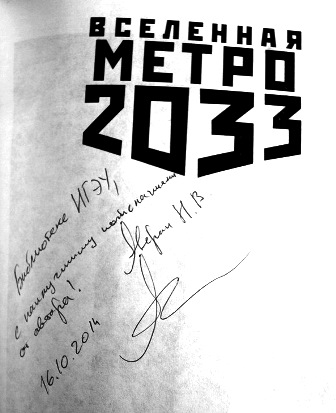 ВСЕЛЕННАЯ
МЕТРО
2033
Библиотеке ИГЭУ,
с наилучшими пожеланиями
от автора!
Н.В
16.10.2014